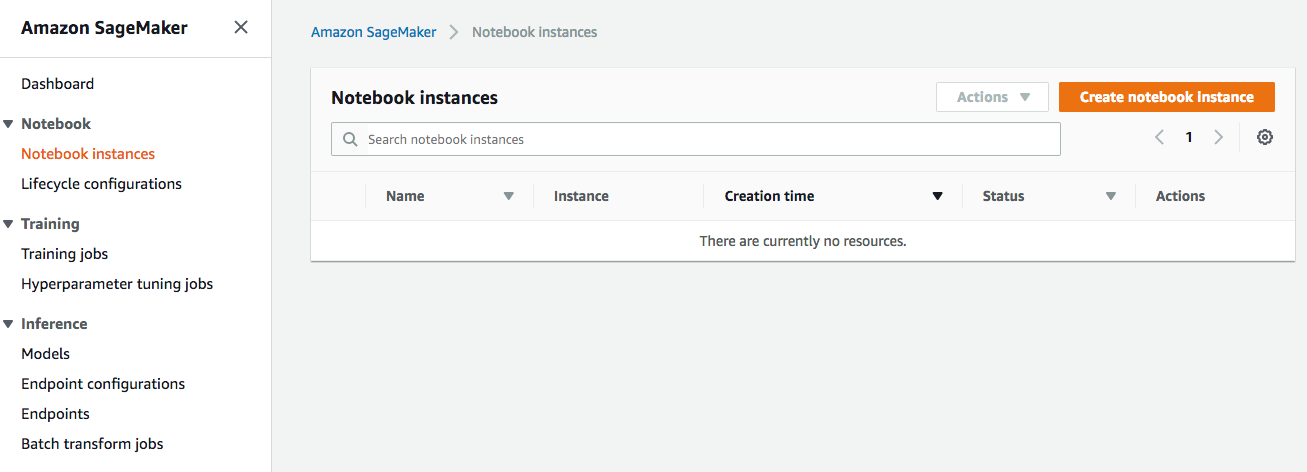 Amazon SageMaker
Dashboard
Notebook
Notebook instances
Lifecycle configurations
Training
Training jobs
Hyperparameter tuning jobs
Inference
Models
Endpoint configurations
Endpoints
Batch transform jobs
Amazon SageMaker > Notebook instances
Notebook instances
Actions
Create notebook instance
Search notebook instances
1
Name Instance Creation time Status Actions
There are currently no resources.